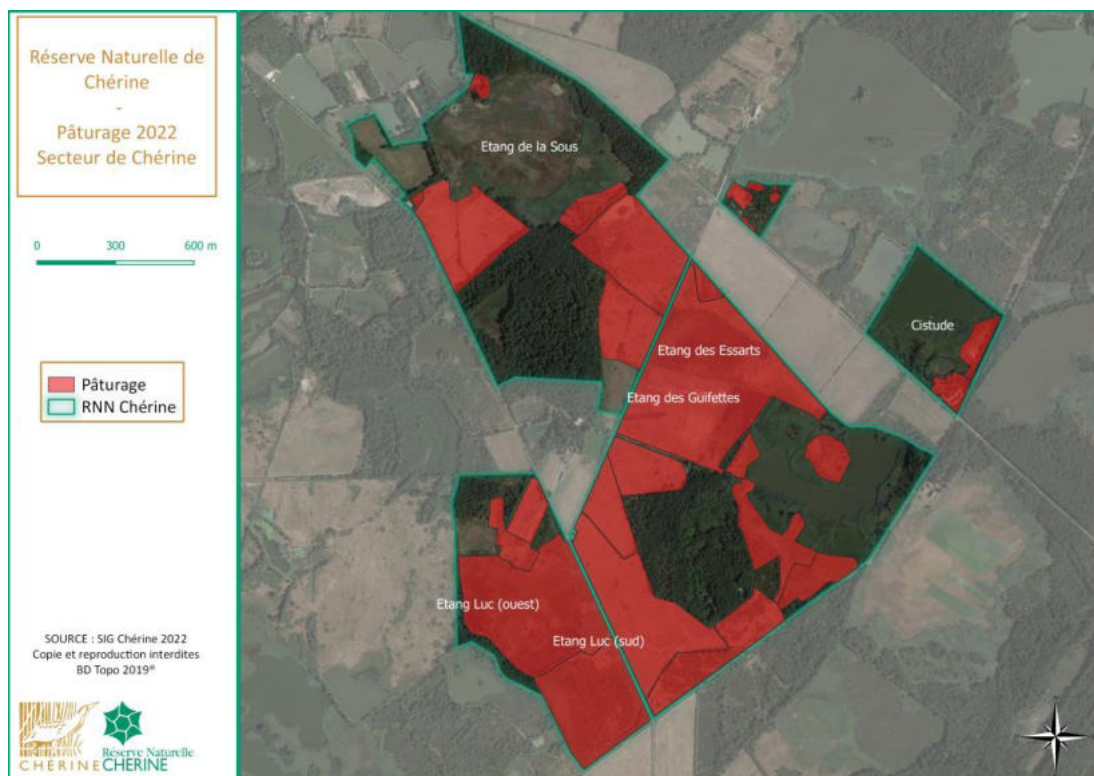 Réserve Naturelle de
Chérine
-
Pâturage 2022
Secteur de Chérine
0 300 600 m
Pâturage
RNN Chérine
SOURCE : SIG Chérine 2022
Copie et reproduction interdites
BD Topo 2019®
CHERINE
Réserve Naturelle
CHÉRINE
Etang de la Sous
Cistude
Etang des Essarts
Etang des Guifettes
Etang Luc (ouest)
Etang Luc (sud)